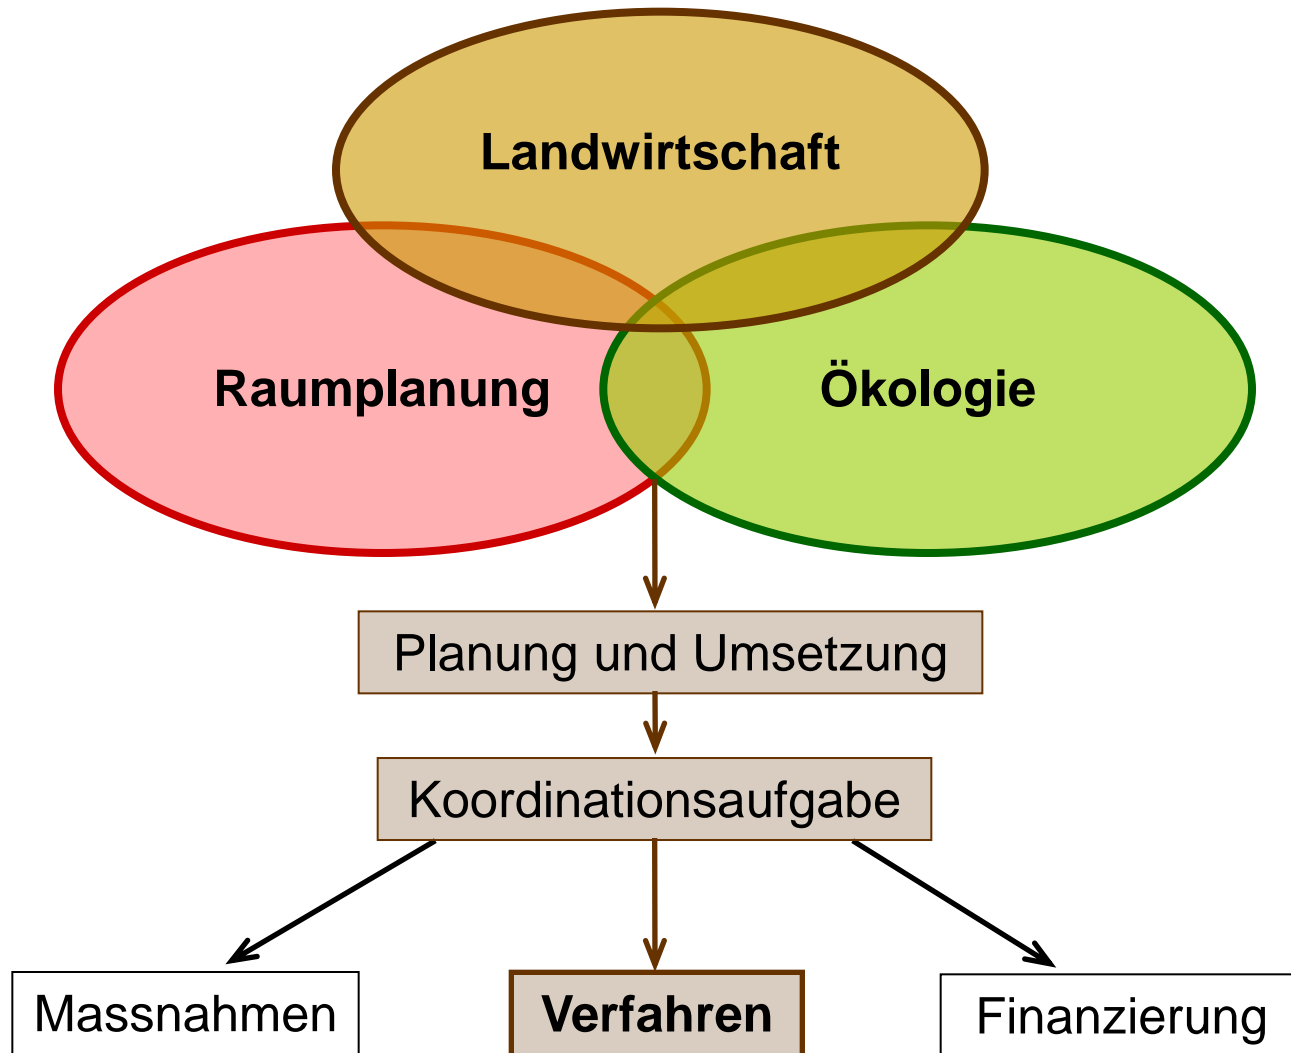 Landwirtschaft
Raumplanung
Ökologie
Planung und Umsetzung
Koordinationsaufgabe
Massnahmen
Verfahren
Finanzierung